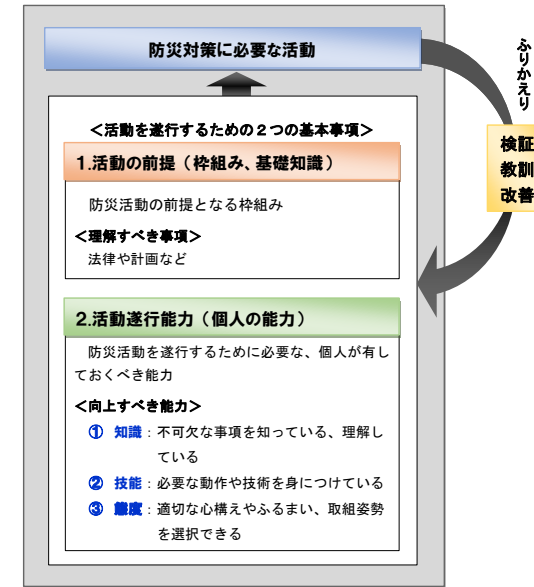 防災対策に必要な活動
ふりかえり
検証
教訓
改善
＜活動を遂行するための２つの基本事項＞
1.活動の前提（枠組み、基礎知識）
防災活動の前提となる枠組み
＜理解すべき事項＞
法律や計画など
2.活動遂行能力（個人の能力）
防災活動を遂行するために必要な、個人が有し
ておくべき能力
＜向上すべき能力＞
① 知識：不可欠な事項を知っている、理解し
ている
② 技能：必要な動作や技術を身につけている
③ 態度：適切な心構えやふるまい、取組姿勢
を選択できる